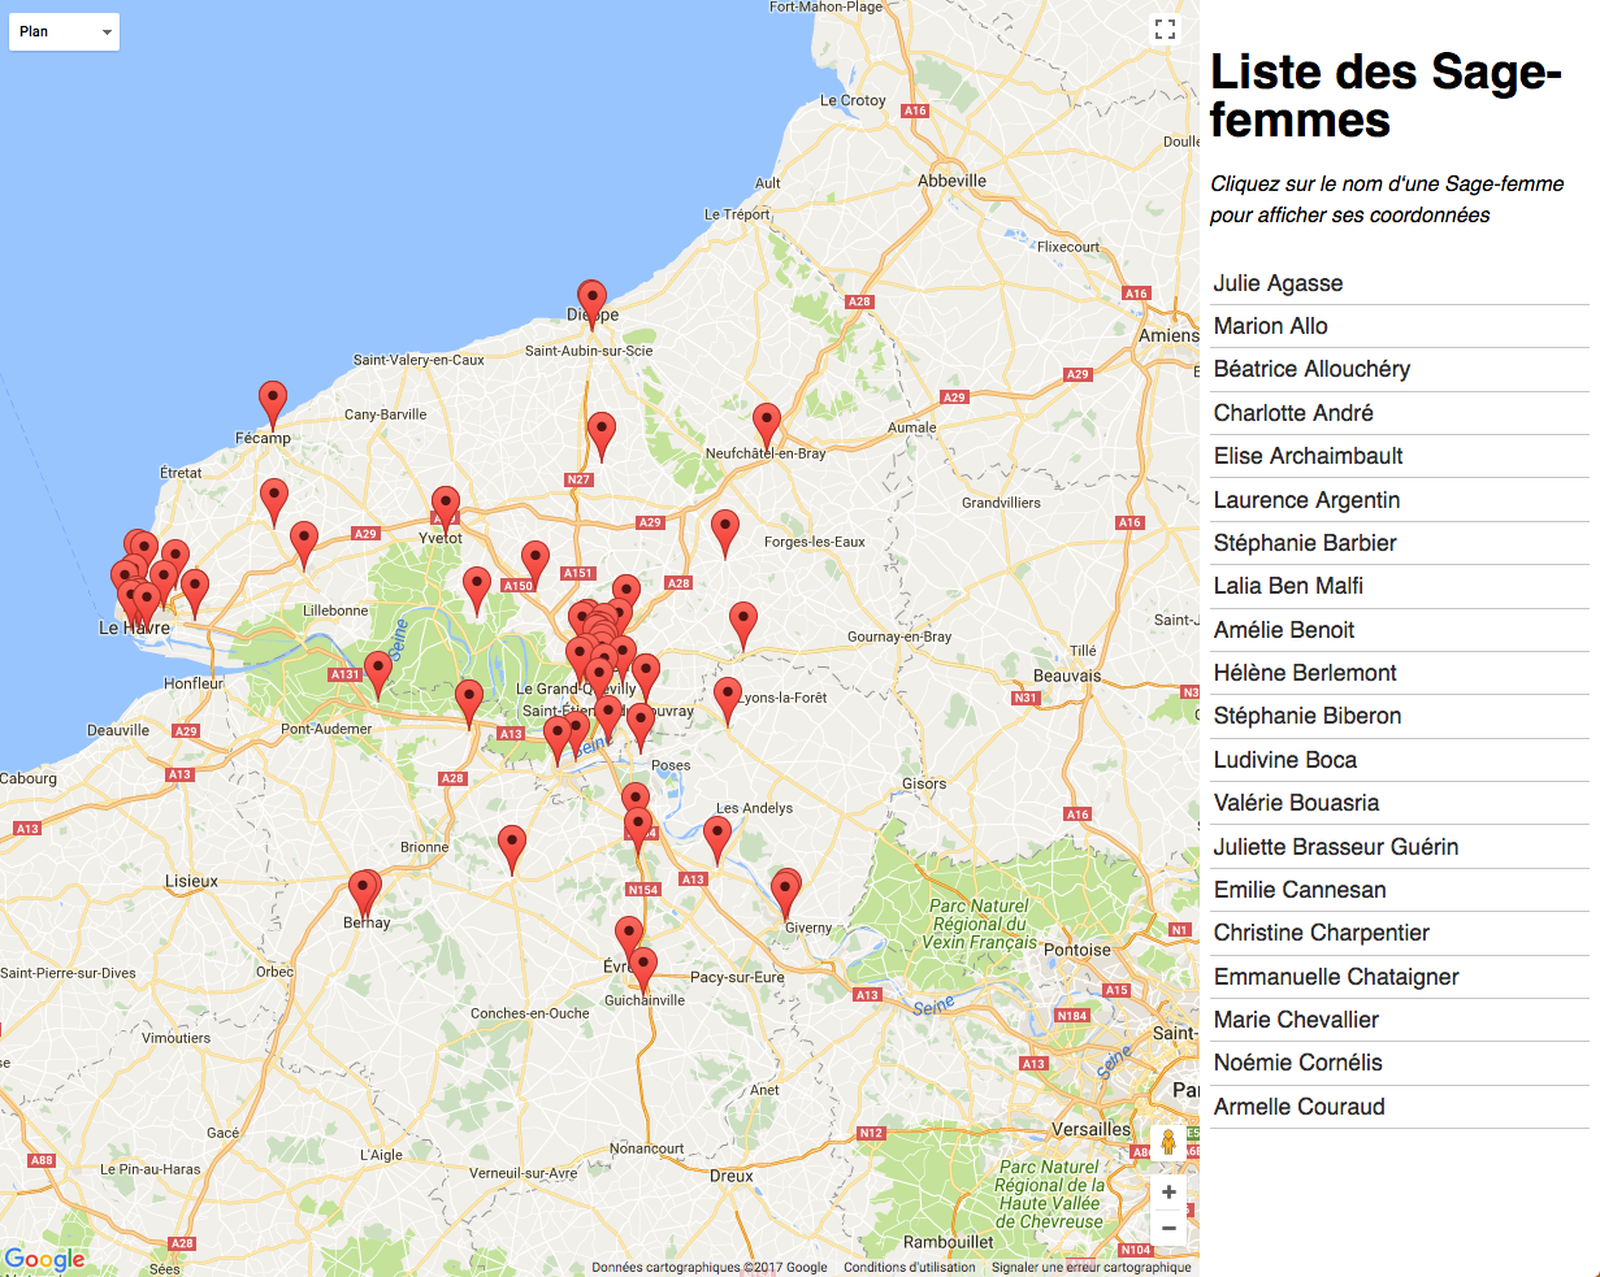 Plan
Fort-Mahon-Plage
Le Crotoy
A16
Abbeville
Ault
Le Tréport
Flixecourt
A28
A16
Amiens
Dieppe
Saint-Aubin-sur-Scie
Saint-Valery-en-Caux
A29
A29
Cany-Barville
Fécamp
Aumale
Neufchâtel-en-Bray
Étretat
N27
Grandvilliers
A29
A29
A16
Yvetot
Forges-les-Eaux
A150
A151
A28
Lillebonne
Le Havre
Seine
Gournay-en-Bray
Tillé
Beauvais
A131
Honfleur
Le Grand-Quevilly
Lyons-la-Forêt
N31
Deauville
A29
Pont-Audemer
A13
Seine
Poses
Cabourg
A13
A28
Gisors
A13
Les Andelys
A16
Brionne
Lisieux
N154
A13
Bernay
Giverny
Parc Naturel
Régional du
Vexin Français
N1
Pontoise
Saint-Pierre-sur-Dives
Orbec
Pacy-sur-Eure
A13
A15
Guichainville
Seine
Conches-en-Ouche
N184
Vimoutiers
Saint-
A13
Seine
Anet
Gacé
N12
Versailles
Nonancourt
A88
Le Pin-au-Haras
L'Aigle
Verneuil-sur-Avre
Dreux
Parc Naturel
Régional de la
Haute Vallée
de Chevreuse
A28
Rambouillet
N104
Google
Sées
Données cartographiques ©2017 Google
Conditions d'utilisation
Signaler une erreur cartographique
Liste des Sage-
femmes
Cliquez sur le nom d'une Sage-femme
pour afficher ses coordonnées
Julie Agasse
Marion Allo
Béatrice Allouchéry
Charlotte André
Elise Archaimbault
Laurence Argentin
Stéphanie Barbier
Lalia Ben Malfi
Amélie Benoit
Hélène Berlemont
Stéphanie Biberon
Ludivine Boca
Valérie Bouasria
Juliette Brasseur Guérin
Emilie Cannesan
Christine Charpentier
Emmanuelle Chataigner
Marie Chevallier
Noémie Cornélis
Armelle Couraud